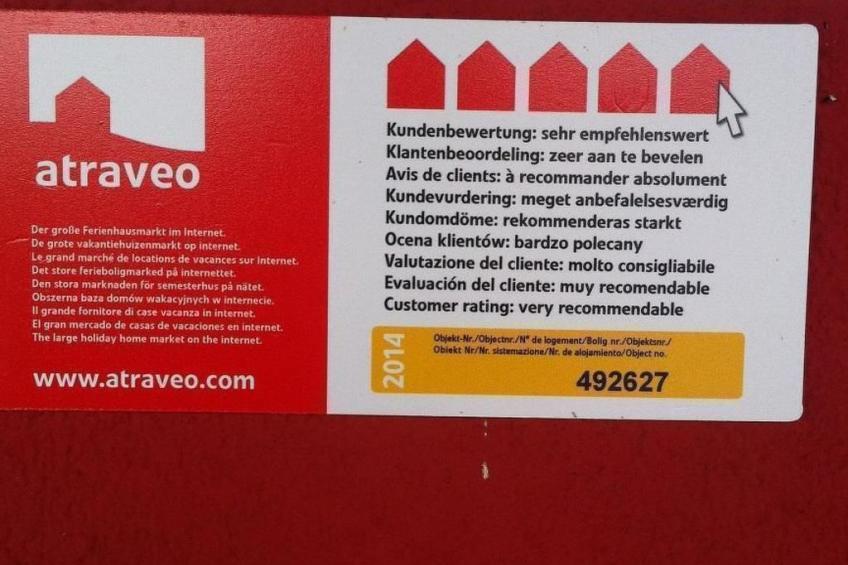 atraveo
Der große Ferienhausmarkt im Internet.
De grote vakantiehuizenmarkt op internet.
Le grand marché de locations de vacances sur Internet.
Det store ferieboligmarked på internettet.
Den stora marknaden för semesterhus på nätet.
Obszerna baza domów wakacyjnych w internecie.
Il grande fornitore di case vacanza in internet.
El gran mercado de casas de vacaciones en internet.
The large holiday home market on the internet.
www.atraveo.com
Kundenbewertung: sehr empfehlenswert
Klantenbeoordeling: zeer aan te bevelen
Avis de clients: à recommander absolument
Kundevurdering: meget anbefalelsesværdig
Kundomdöme: rekommenderas starkt
Ocena klientów: bardzo polecany
Valutazione del cliente: molto consigliabile
Evaluación del cliente: muy recomendable
Customer rating: very recommendable
2014
Objekt-Nr./Objectnr./N° de logement/Bolig nr./Objektsnr./
Obiekt Nr/Nr. sistemazione/Nr. de alojamiento/Object no.
492627